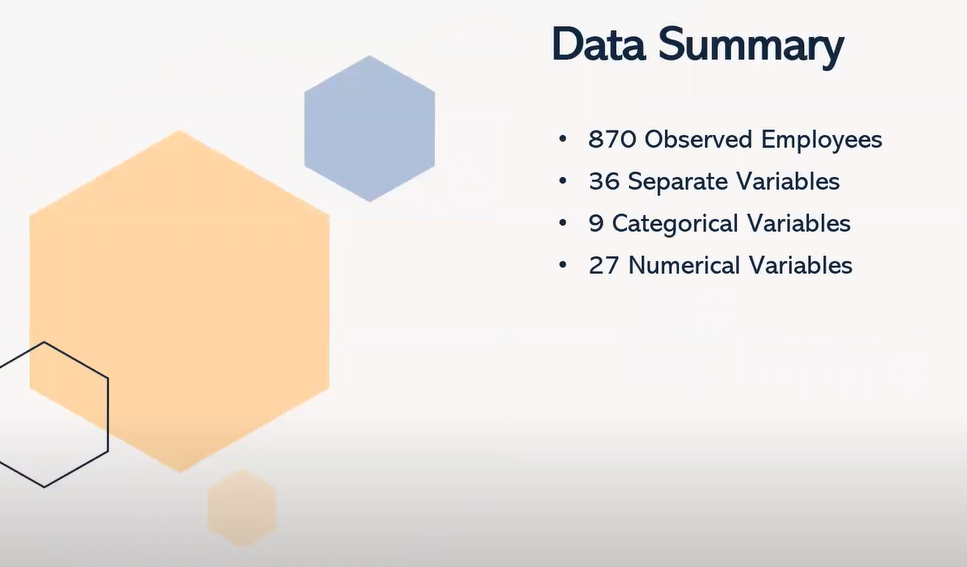 Data Summary
• 870 Observed Employees
• 36 Separate Variables
• 9 Categorical Variables
• 27 Numerical Variables